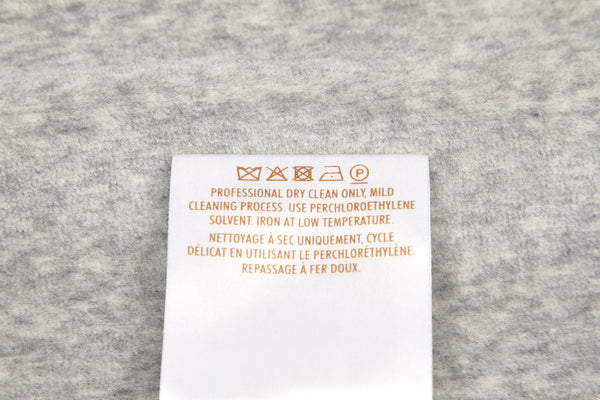 P
PROFESSIONAL DRY CLEAN ONLY, MILD
CLEANING PROCESS. USE PERCHLOROETHYLENE
SOLVENT. IRON AT LOW TEMPERATURE.
NETTOYAGE À SEC UNIQUEMENT, CYCLE
DÉLICAT EN UTILISANT LE PERCHLORÉTHYLÈNE.
REPASSAGE À FER DOUX.